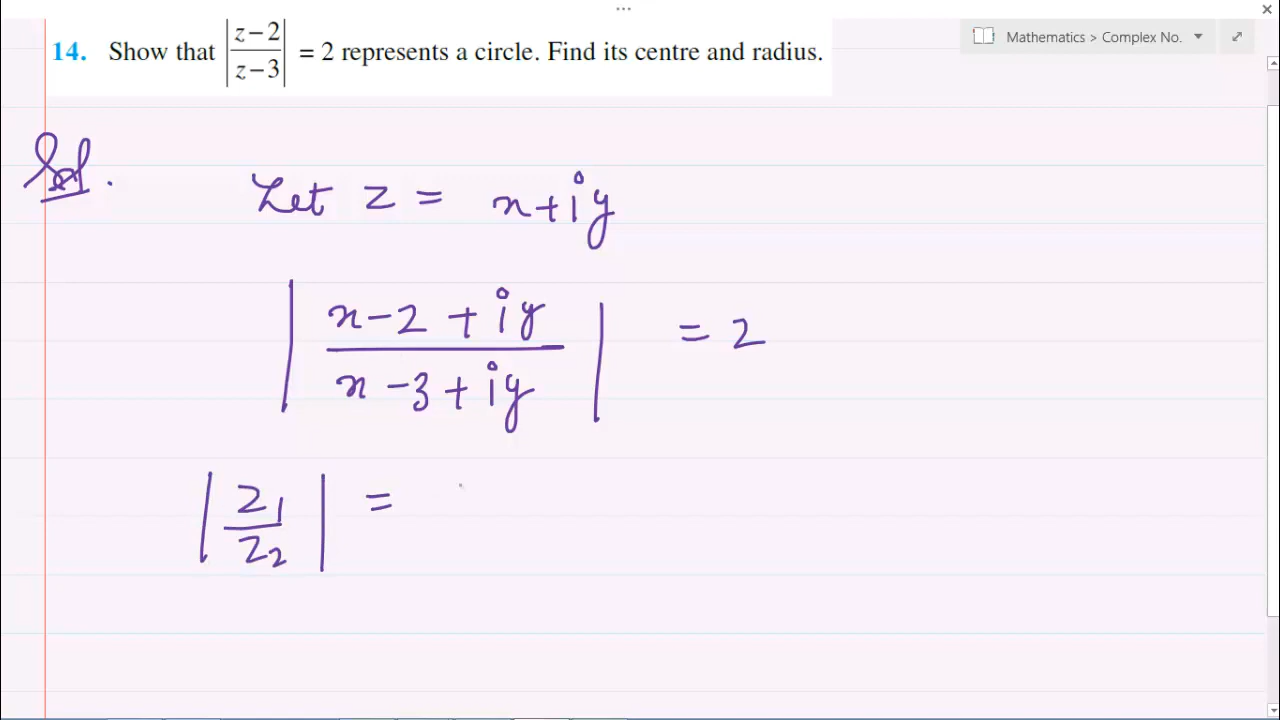 Mathematics > Complex No.
14. Show that |z−2 / z−3| = 2 represents a circle. Find its centre and radius.
Sol.
Let z = x+iy
|x−2 + iy / x−3 + iy| = 2
|z1 / z2| =